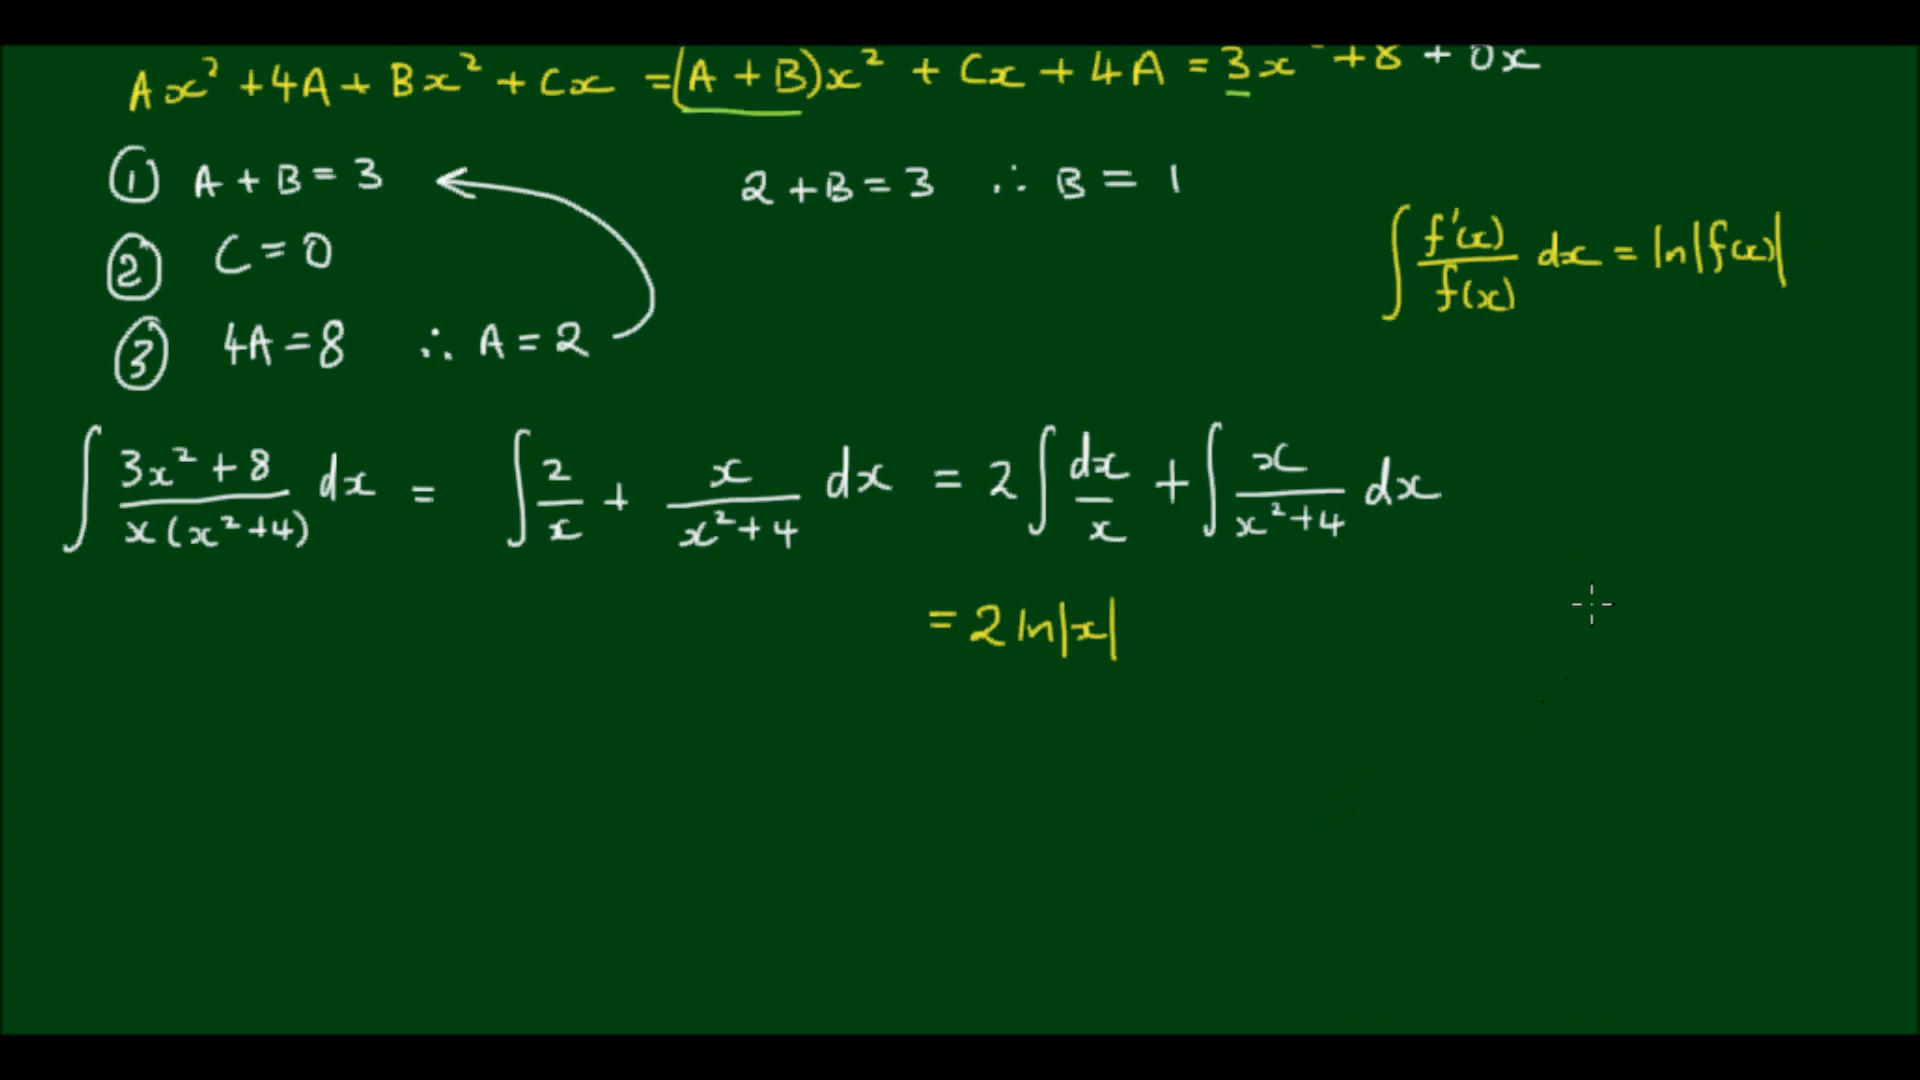 Ax² + 4A + Bx² + Cx = (A + B)x² + Cx + 4A = 3x² + 8 + 0x
① A + B = 3 2 + B = 3 ∴ B = 1
② C = 0
∫ f'(x)/f(x) dx = ln|f(x)|
③ 4A = 8 ∴ A = 2
∫ (3x² + 8)/(x(x² + 4)) dx = ∫ 2/x + x/(x² + 4) dx = 2 ∫ dx/x + ∫ x/(x² + 4) dx
= 2 ln|x|